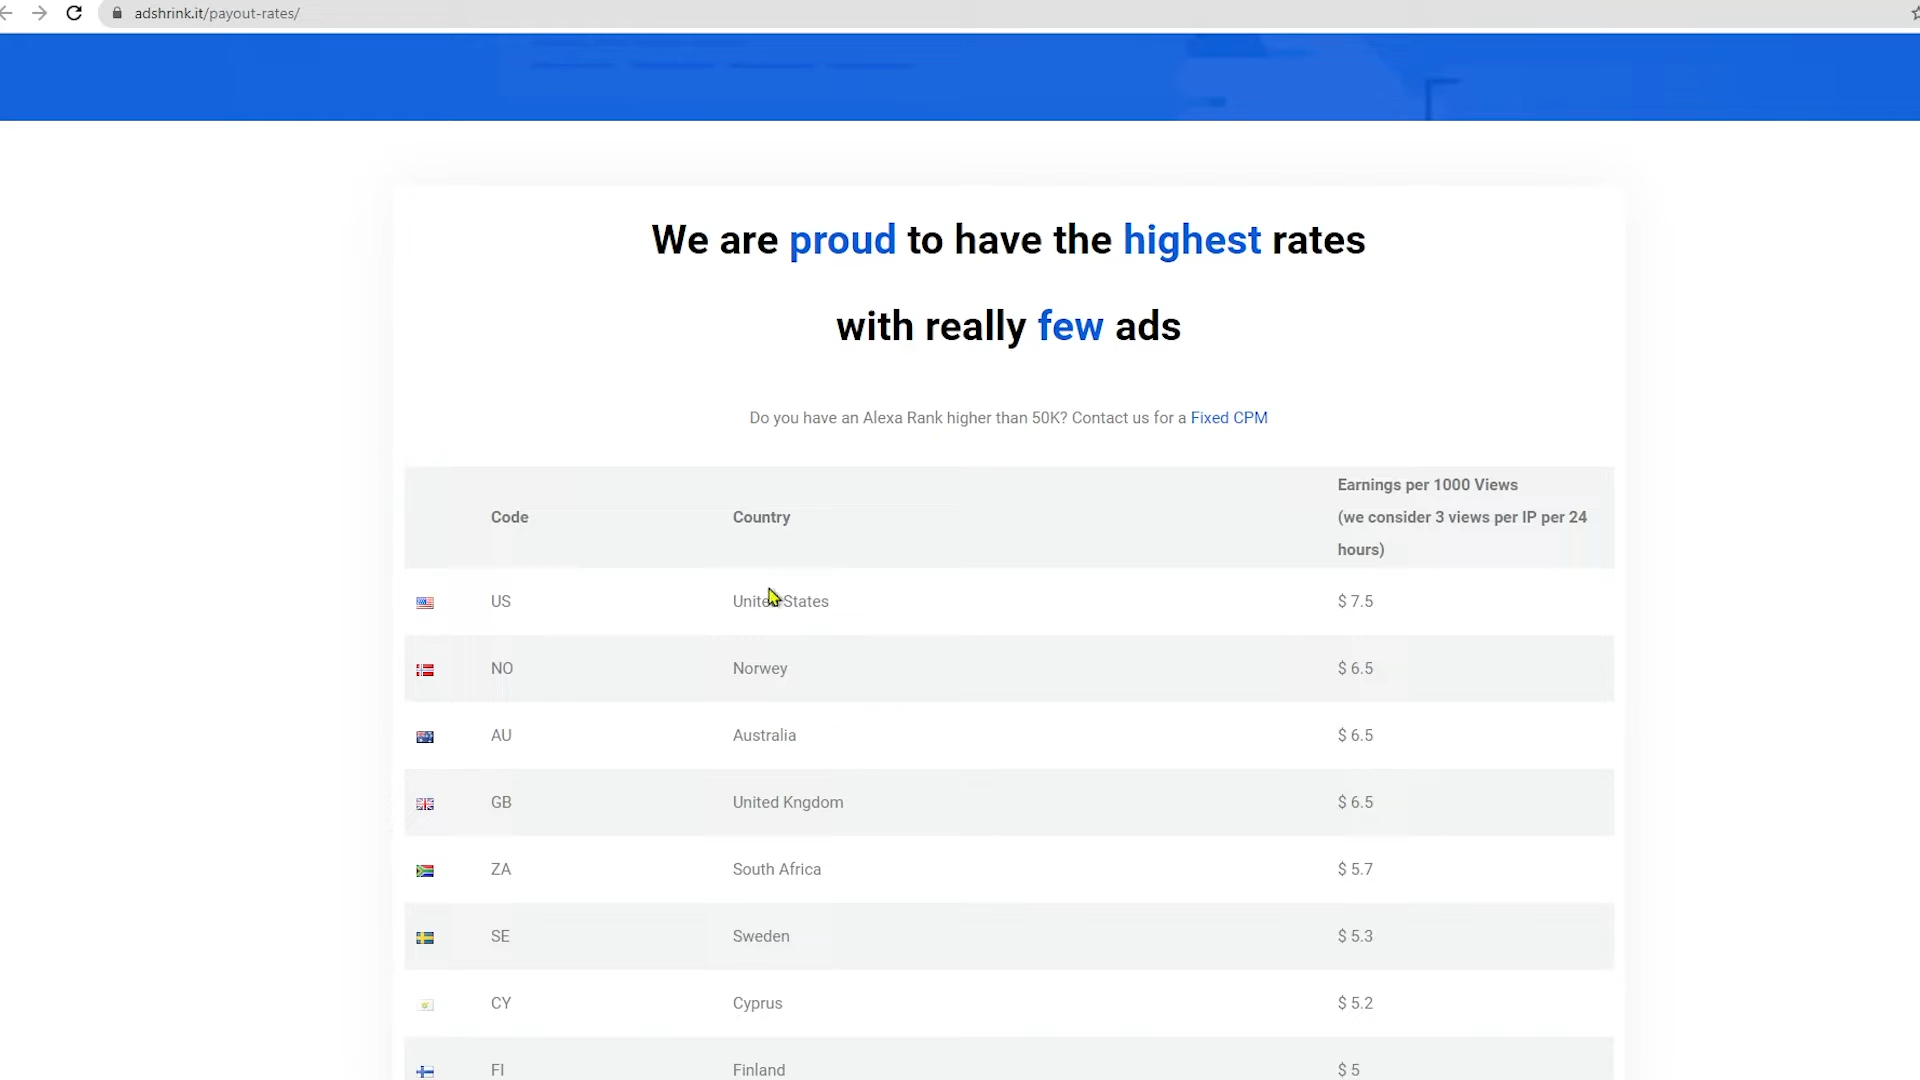 adshrink.it/payout-rates/
We are proud to have the highest rates
with really few ads
Do you have an Alexa Rank higher than 50K? Contact us for a Fixed CPM
Code Country Earnings per 1000 Views
(we consider 3 views per IP per 24
hours)
US United States $ 7.5
NO Norwey $ 6.5
AU Australia $ 6.5
GB United Kngdom $ 6.5
ZA South Africa $ 5.7
SE Sweden $ 5.3
CY Cyprus $ 5.2
FI Finland $ 5